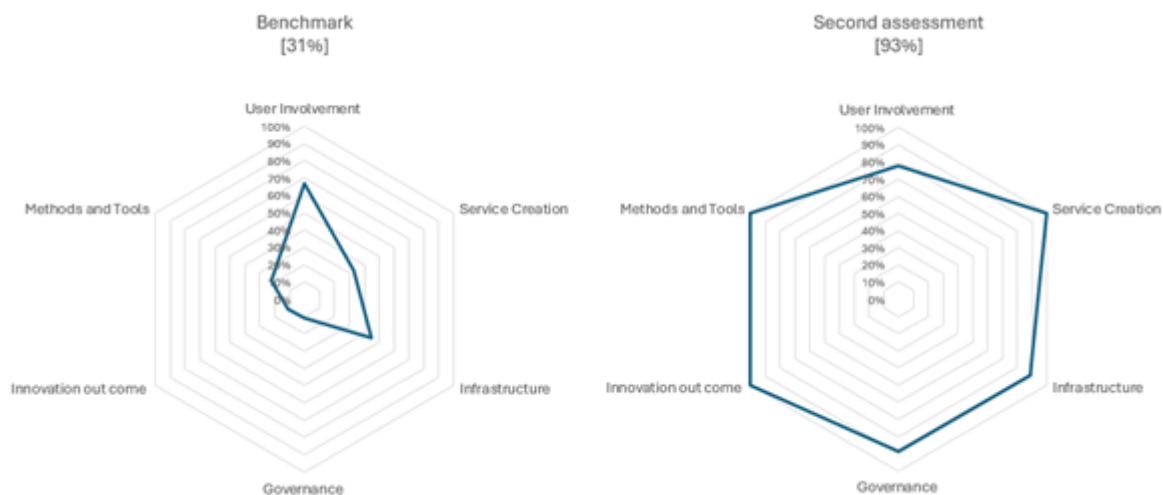 Benchmark
[31%]
User Involvement
100%
90%
80%
70%
60%
50%
40%
30%
20%
10%
0%
Methods and Tools
Service Creation
Innovation out come
Infrastructure
Governance
Second assessment
[93%]
User Involvement
100%
90%
80%
70%
60%
50%
40%
30%
20%
10%
0%
Methods and Tools
Service Creation
Innovation out come
Infrastructure
Governance